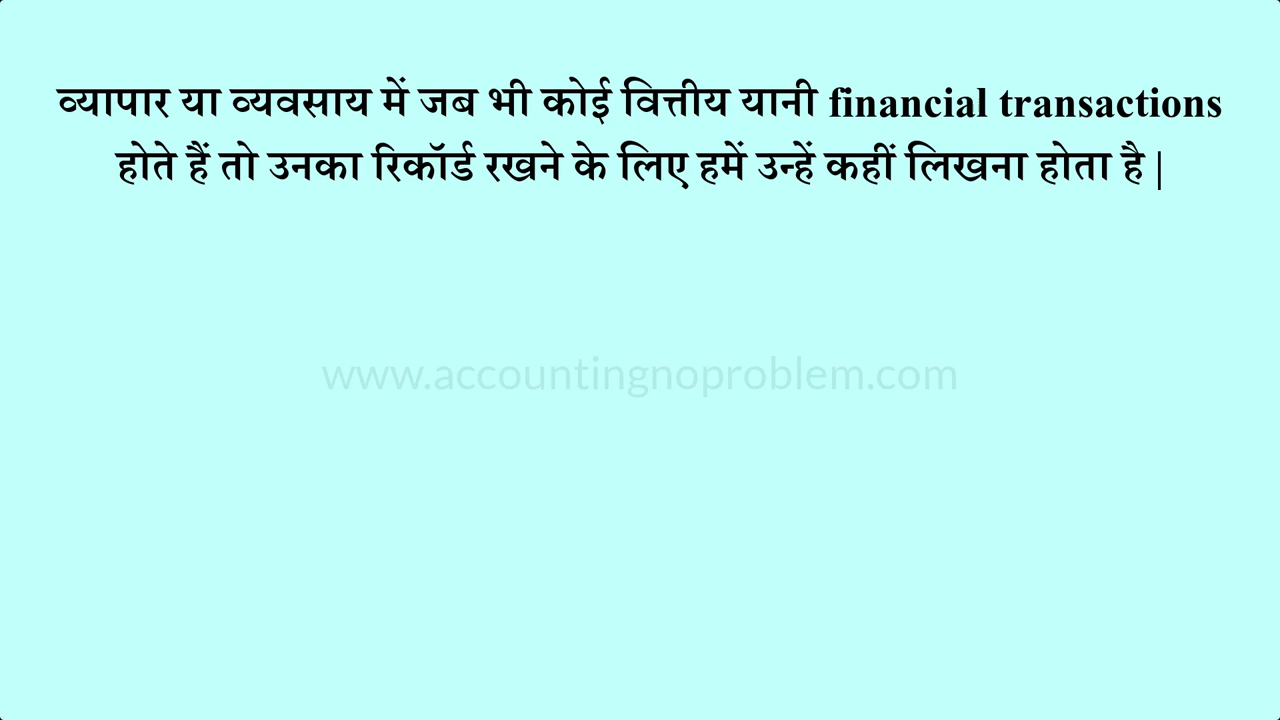 व्यापार या व्यवसाय में जब भी कोई वित्तीय यानी financial transactions
होते हैं तो उनका रिकॉर्ड रखने के लिए हमें उन्हें कहीं लिखना होता है |
www.accountingnoproblem.com